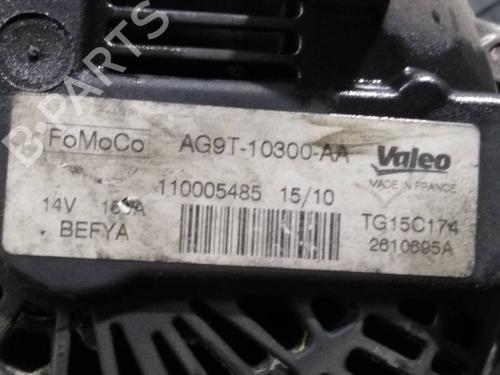 B-PARTS
FoMoCo AG9T-10300-AA Valeo
MADE IN FRANCE
110005485 15/10
14V TG15C174
BEFYA 2610695A